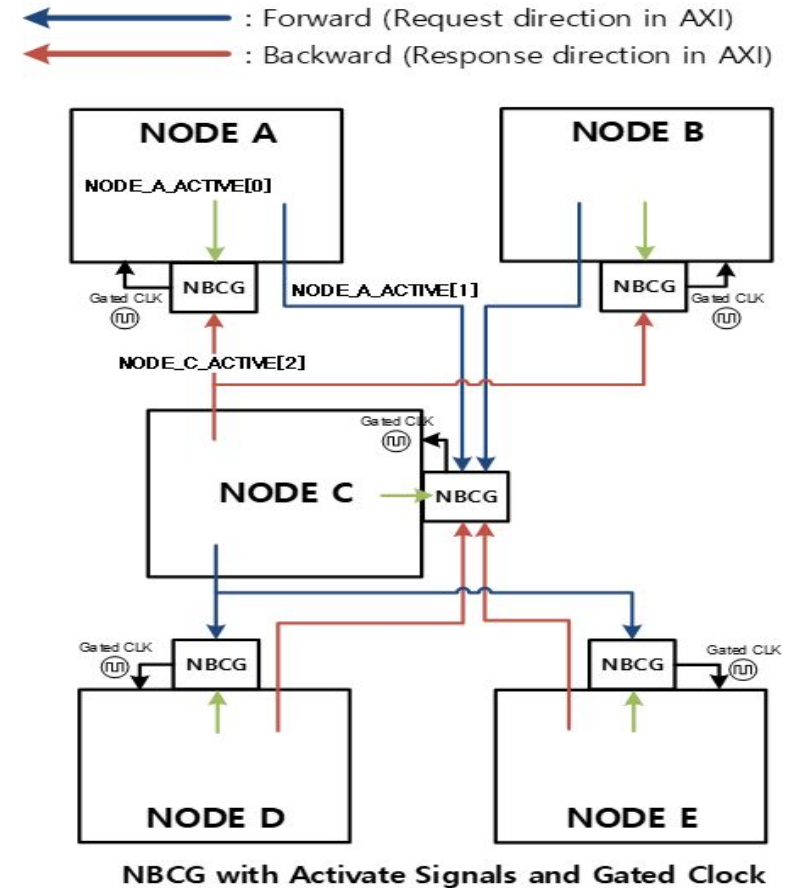 : Forward (Request direction in AXI)
: Backward (Response direction in AXI)
NODE A
NODE B
NODE_A_ACTIVE[0]
NBCG
NBCG
Gated CLK
Gated CLK
NODE_A_ACTIVE[1]
NODE_C_ACTIVE[2]
Gated CLK
NODE C
NBCG
Gated CLK
NBCG
NBCG
Gated CLK
NODE D
NODE E
NBCG with Activate Signals and Gated Clock